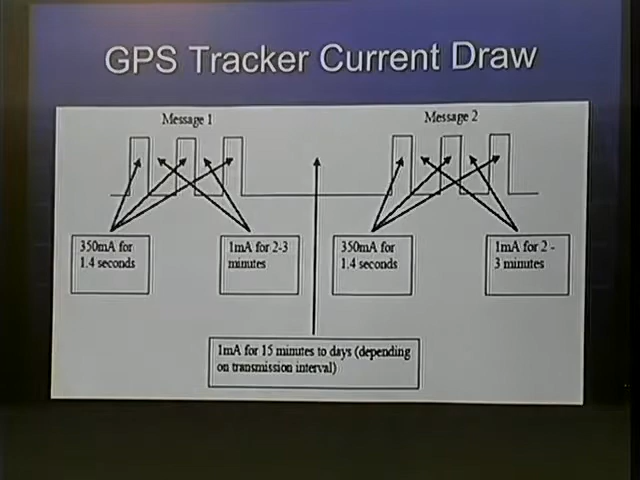 GPS Tracker Current Draw
Message 1
Message 2
350mA for
1.4 seconds
1mA for 2-3
minutes
350mA for
1.4 seconds
1mA for 2 -
3 minutes
1mA for 15 minutes to days (depending
on transmission interval)